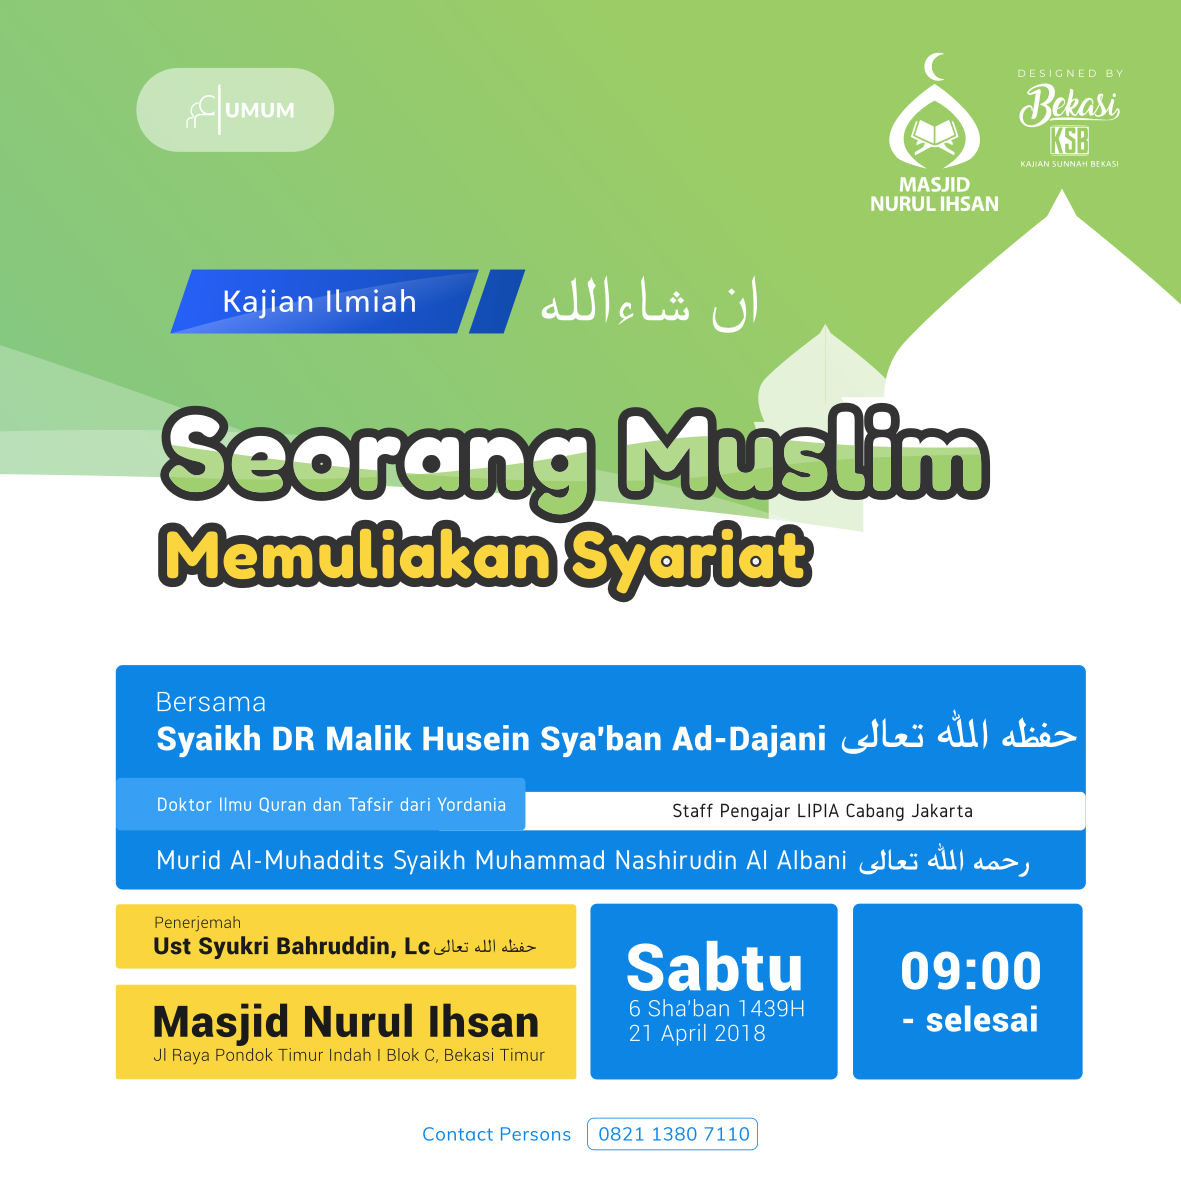 UMUM
MASJID
NURUL IHSAN
DESIGNED BY
Bekasi
KSB
KAJIAN SUNNAH BEKASI
Kajian Ilmiah
ان شاءالله
Seorang Muslim
Memuliakan Syariat
Bersama
Syaikh DR Malik Husein Sya'ban Ad-Dajani حفظه الله تعالى
Doktor Ilmu Quran dan Tafsir dari Yordania
Staff Pengajar LIPIA Cabang Jakarta
Murid Al-Muhaddits Syaikh Muhammad Nashirudin Al Albani رحمه الله تعالى
Penerjemah
Ust Syukri Bahruddin, Lc حفظه الله تعالى
Masjid Nurul Ihsan
Jl Raya Pondok Timur Indah I Blok C, Bekasi Timur
Sabtu
6 Sha'ban 1439H
21 April 2018
09:00
- selesai
Contact Persons 0821 1380 7110